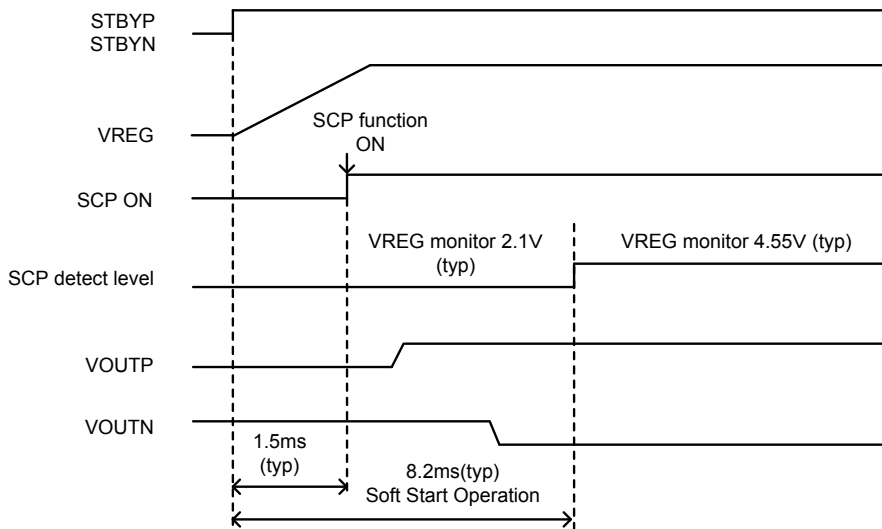 STBYP
STBYN
VREG
SCP function
ON
SCP ON
VREG monitor 2.1V
(typ)
VREG monitor 4.55V (typ)
SCP detect level
VOUTP
VOUTN
1.5ms
(typ)
8.2ms(typ)
Soft Start Operation